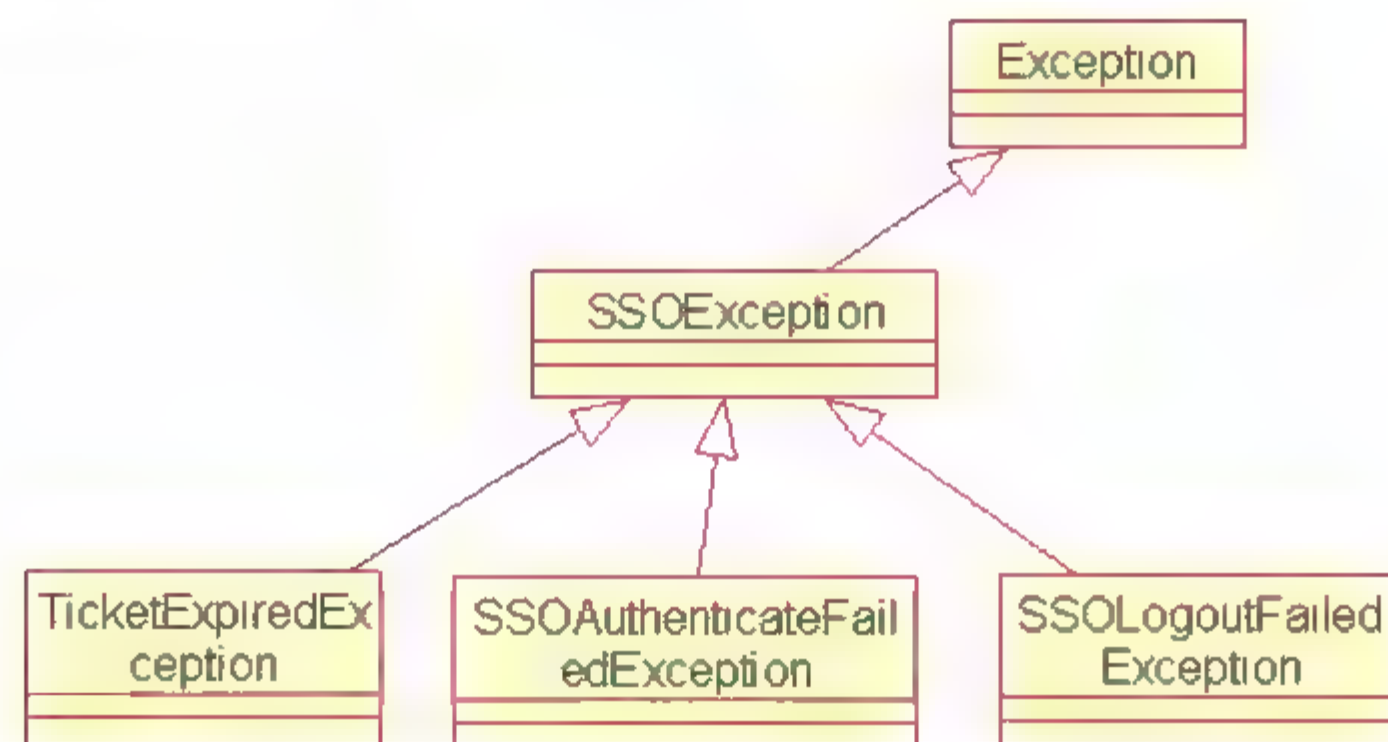 Exception
SSOException
TicketExpiredEx
ception
SSOAuthenticateFail
edException
SSOLogoutFailed
Exception